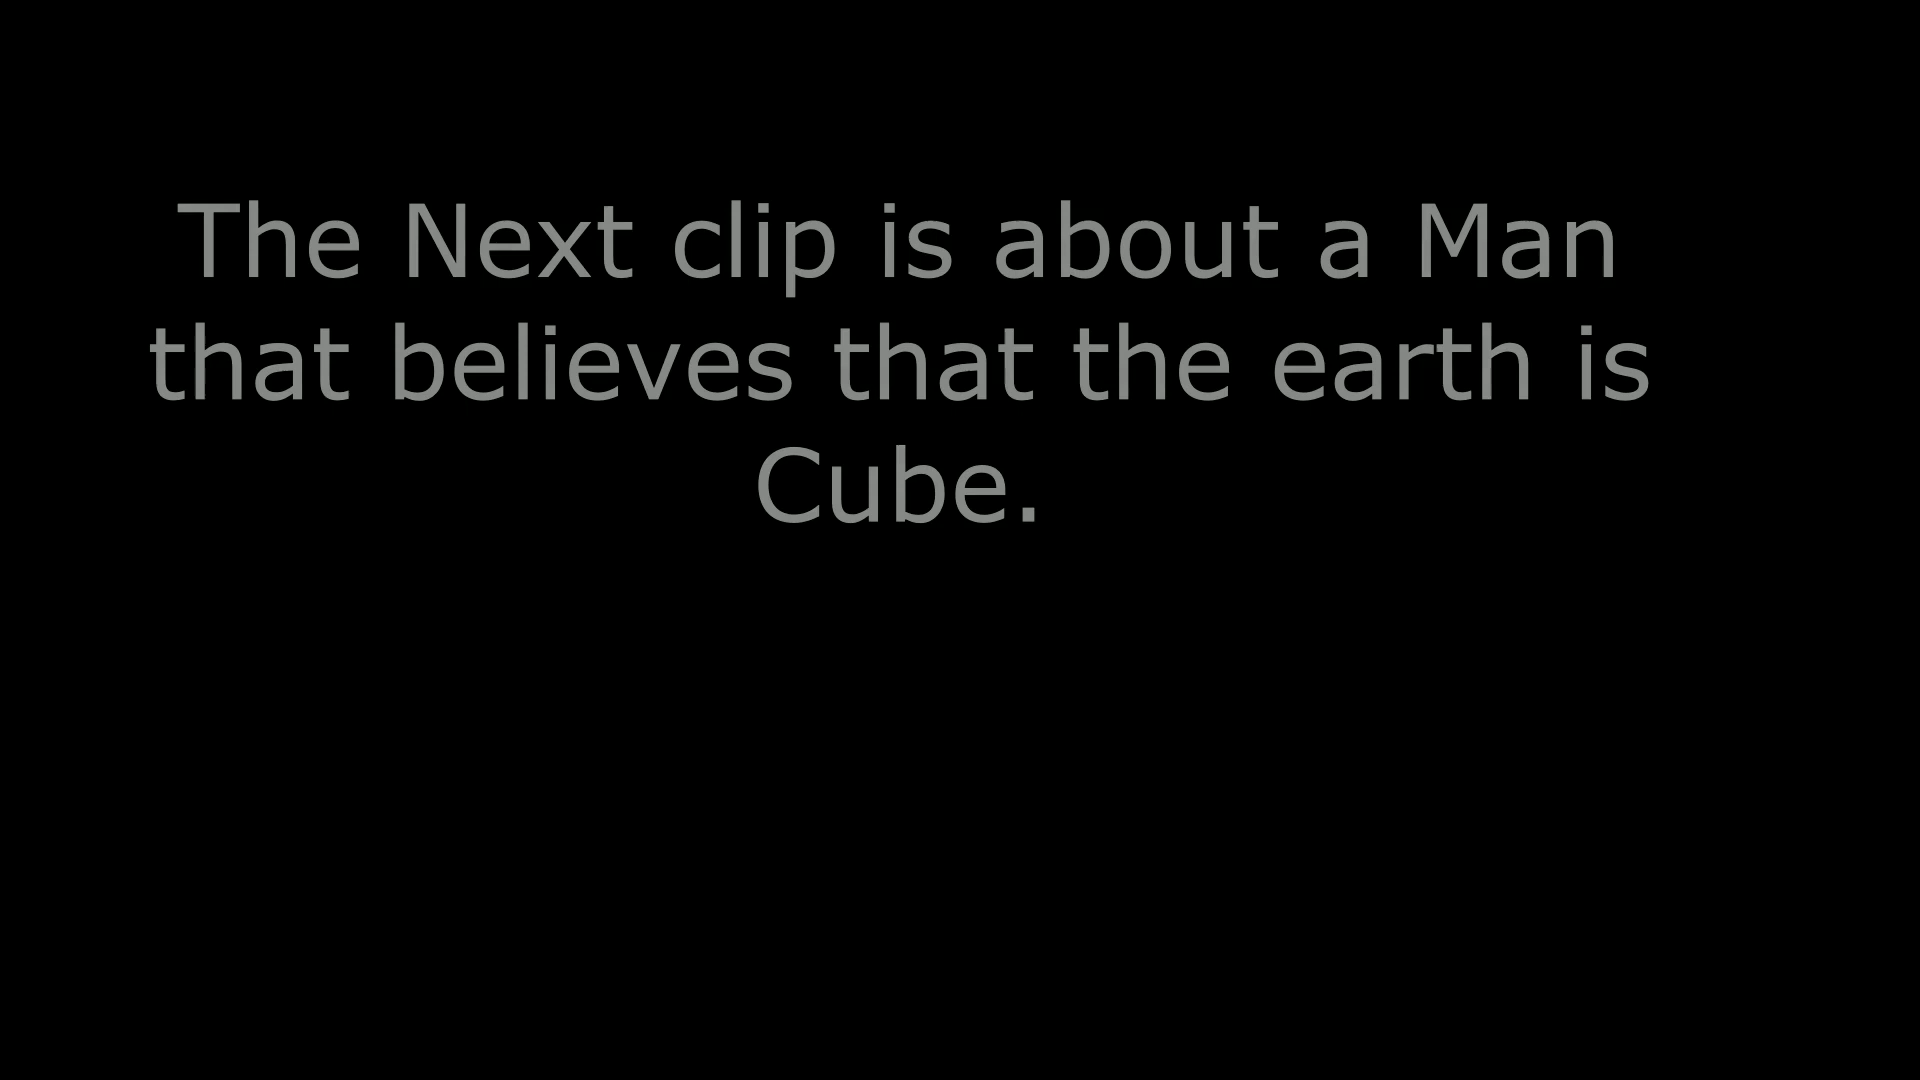 The Next clip is about a Man
that believes that the earth is
Cube.